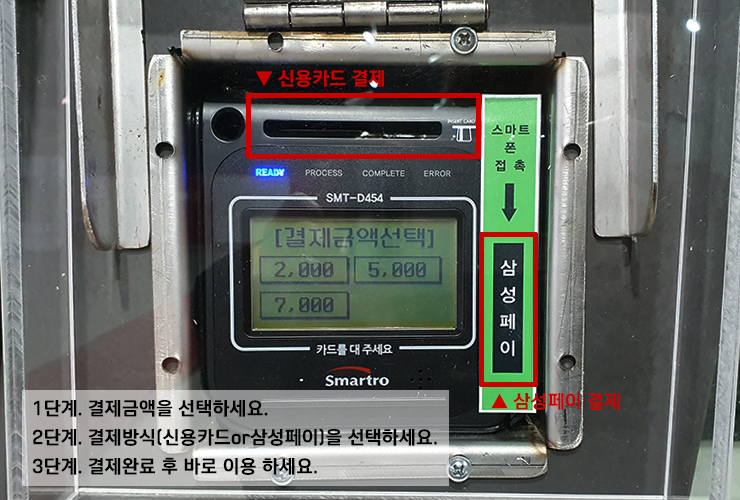 ▼ 신용카드 결제
INSERT CARD
스마트
폰
접 촉
READY PROCESS COMPLETE ERROR
SMT-D454
[결제금액선택]
2,000 5,000
7,000
삼성페이
카드를 대 주세요
Smartro
▲ 삼성페이 결제
1단계. 결제금액을 선택하세요.
2단계. 결제방식(신용카드or삼성페이)을 선택하세요.
3단계. 결제완료 후 바로 이용 하세요.